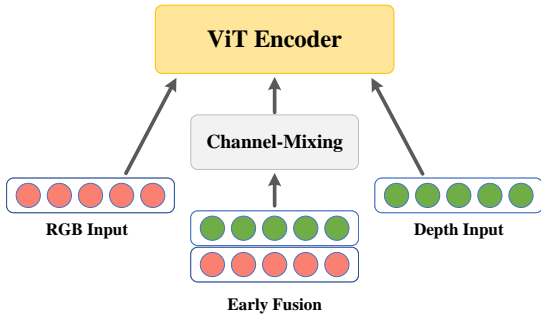 ViT Encoder
Channel-Mixing
RGB Input
Depth Input
Early Fusion